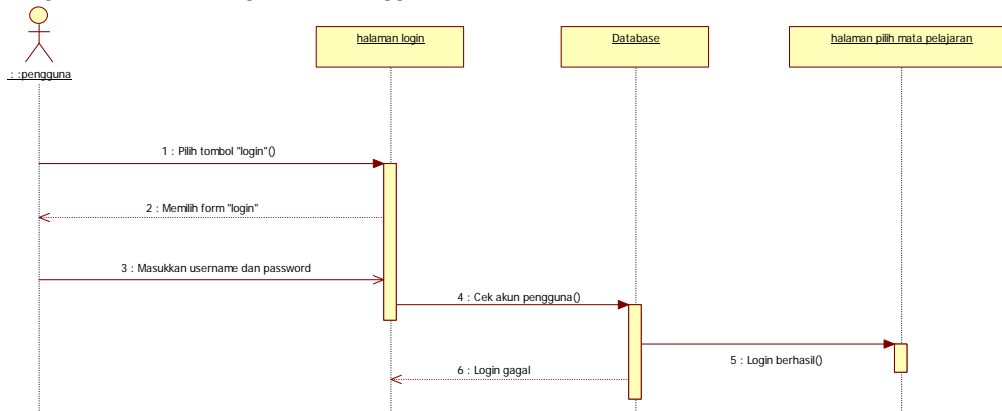 halaman login
Database
halaman pilih mata pelajaran
: :pengguna
1 : Pilih tombol "login"()
2 : Memilih form "login"
3 : Masukkan username dan password
4 : Cek akun pengguna()
5 : Login berhasil()
6 : Login gagal